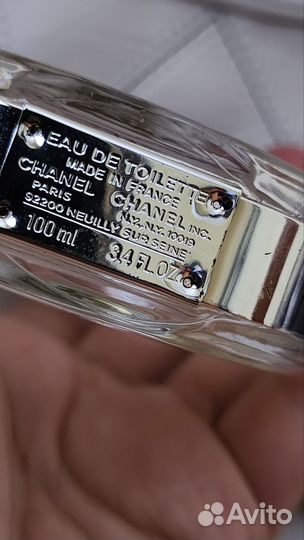 EAU DE TOILETTE
MADE IN FRANCE
CHANEL CHANEL INC.
PARIS N.Y. N.Y. 10019
92200 NEUILLY SUR SEINE
100 ml 3,4 FL.OZ.
Avito